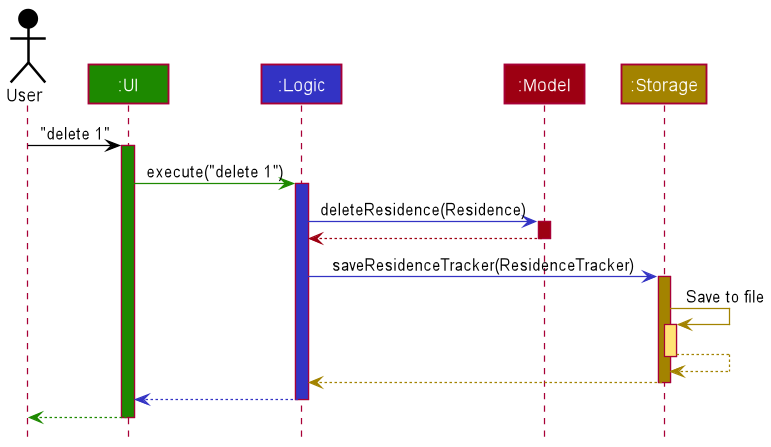 User
:UI
:Logic
:Model
:Storage
"delete 1"
execute("delete 1")
deleteResidence(Residence)
saveResidenceTracker(ResidenceTracker)
Save to file